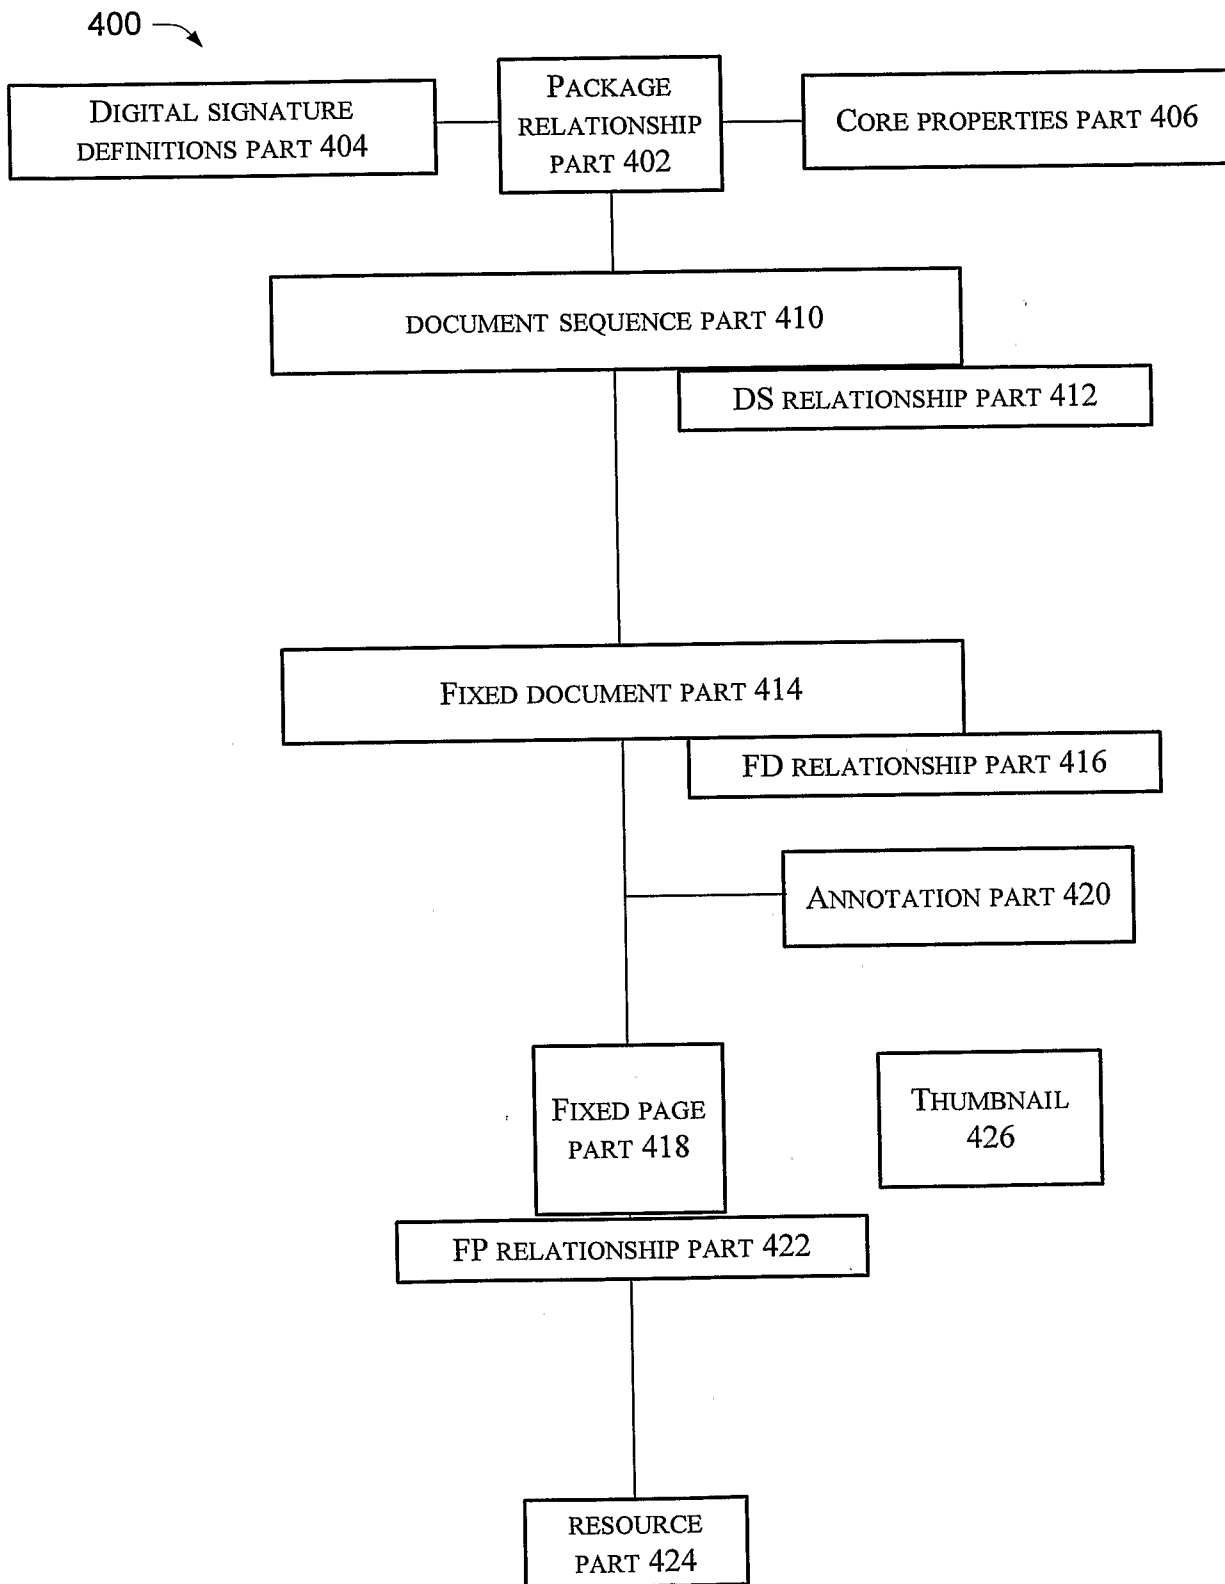 400
DIGITAL SIGNATURE
DEFINITIONS PART 404
PACKAGE
RELATIONSHIP
PART 402
CORE PROPERTIES PART 406
DOCUMENT SEQUENCE PART 410
DS RELATIONSHIP PART 412
FIXED DOCUMENT PART 414
FD RELATIONSHIP PART 416
ANNOTATION PART 420
FIXED PAGE
PART 418
THUMBNAIL
426
FP RELATIONSHIP PART 422
RESOURCE
PART 424